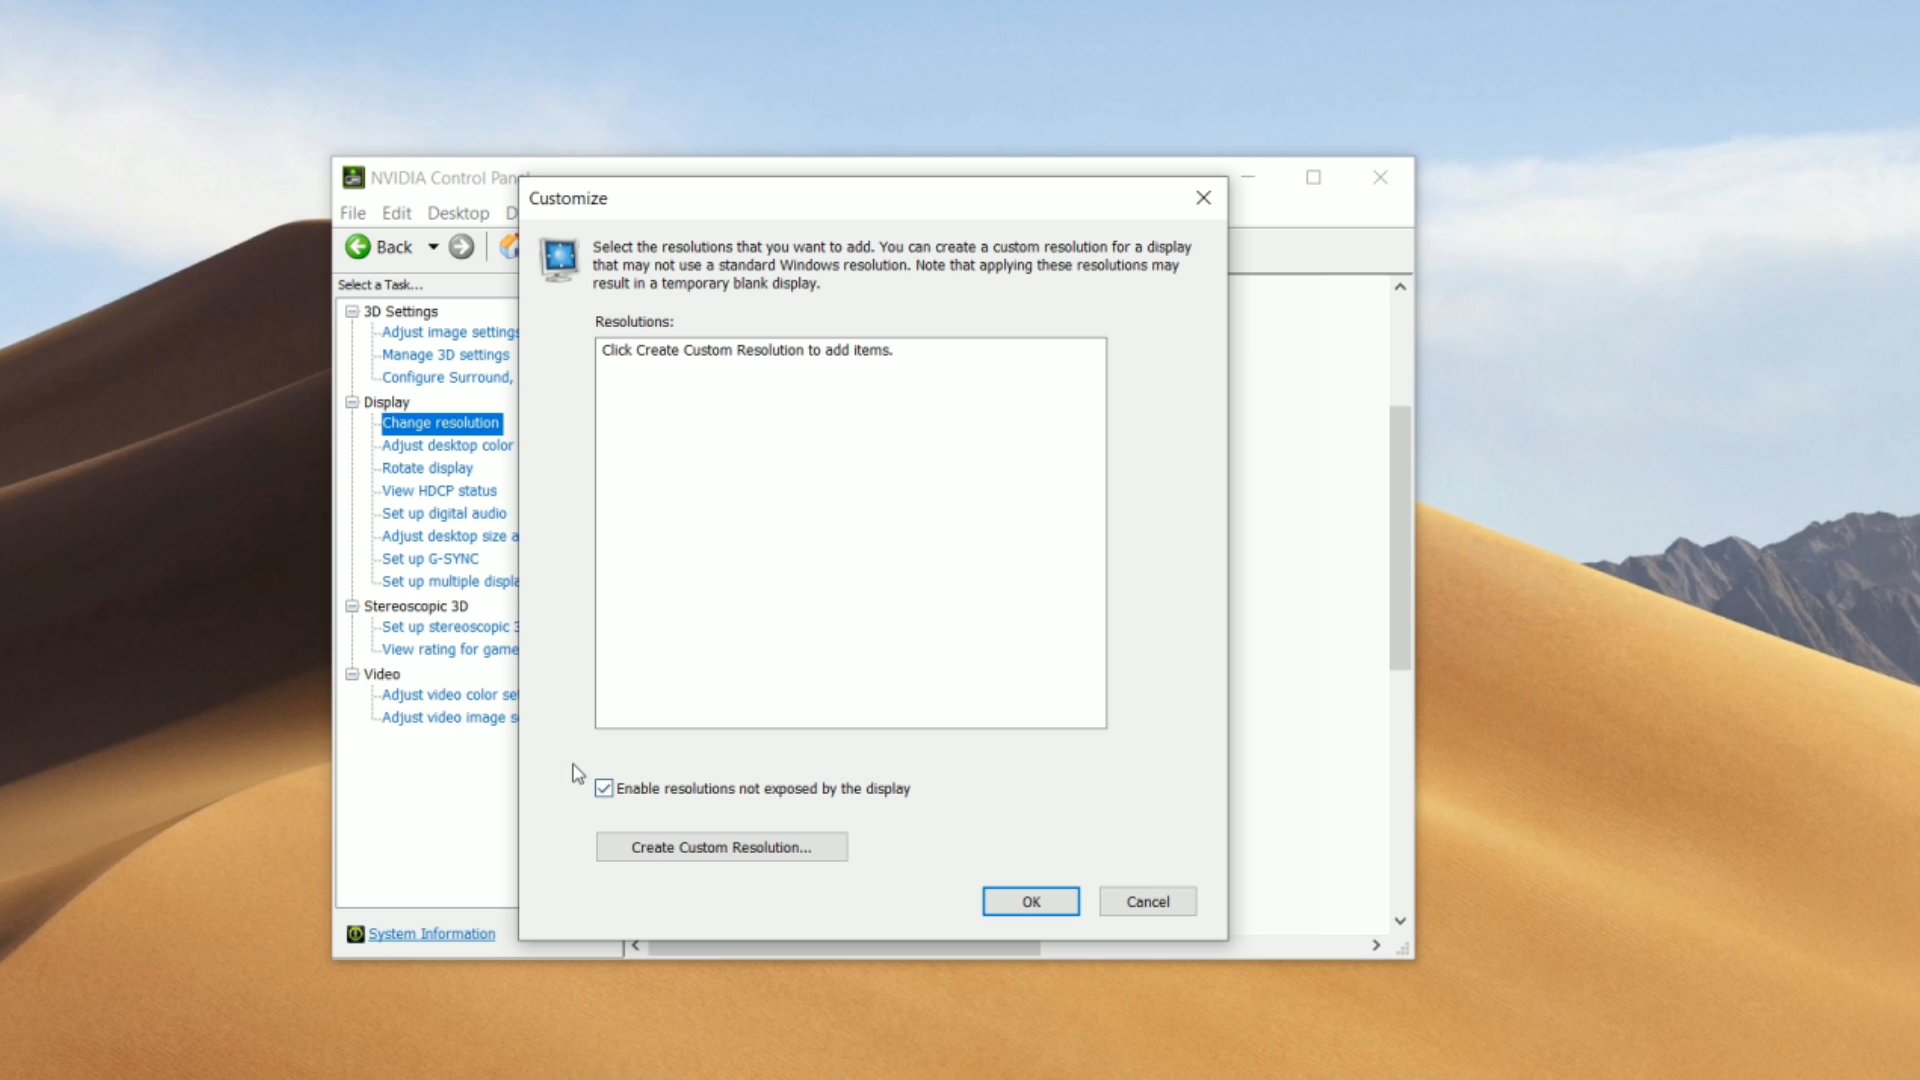 NVIDIA Control Pan
Customize
File Edit Desktop D
Back
Select the resolutions that you want to add. You can create a custom resolution for a display
that may not use a standard Windows resolution. Note that applying these resolutions may
result in a temporary blank display.
Select a Task...
3D Settings
Adjust image settings
Manage 3D settings
Configure Surround,
Display
Change resolution
Adjust desktop color
Rotate display
View HDCP status
Set up digital audio
Adjust desktop size a
Set up G-SYNC
Set up multiple displa
Stereoscopic 3D
Set up stereoscopic 3
View rating for game
Video
Adjust video color set
Adjust video image s
System Information
Resolutions:
Click Create Custom Resolution to add items.
Enable resolutions not exposed by the display
Create Custom Resolution...
OK Cancel